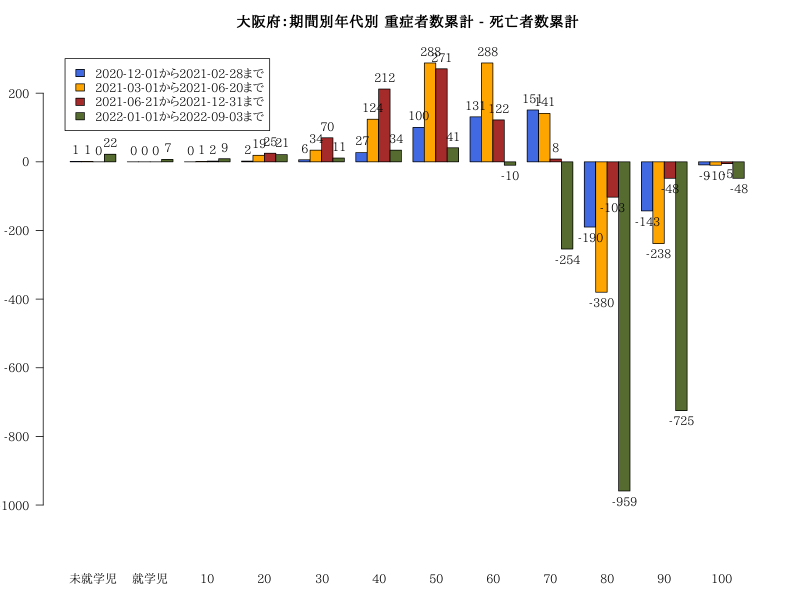 大阪府：期間別年代別 重症者数累計 - 死亡者数累計
2020-12-01から2021-02-28まで
2021-03-01から2021-06-20まで
2021-06-21から2021-12-31まで
2022-01-01から2022-09-03まで
200
0
-200
-400
-600
-800
1000
1 1 0 22
0 0 0 7
0 1 2 9
2 19 25 21
6 34 70 11
27 124 212 34
100 288 271 41
131 288 122 -10
151 141 8 -254
-190 -380 -103 -959
-143 -238 -48 -725
-9 -10 -5 -48
未就学児 就学児 10 20 30 40 50 60 70 80 90 100